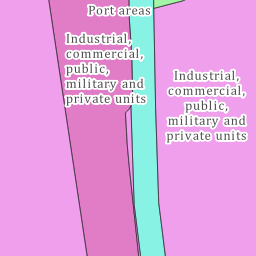 Port areas
Industrial,
commercial,
public,
military and
private units
Industrial,
commercial,
public,
military and
private units